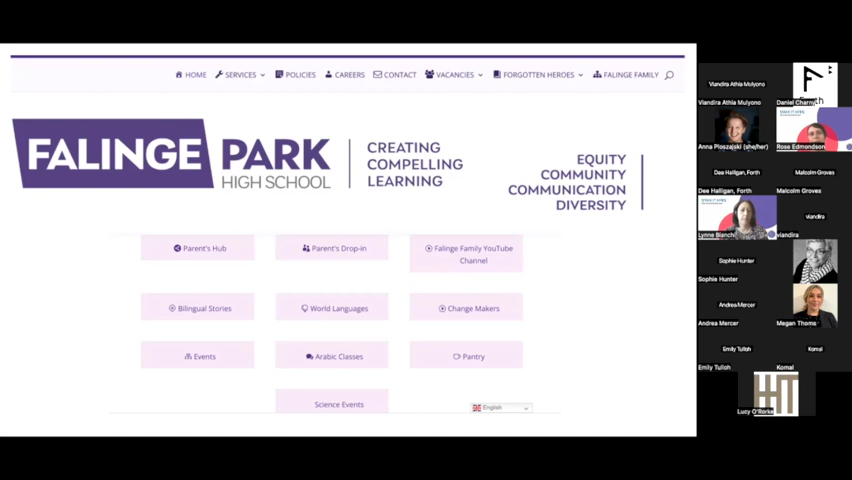 HOME SERVICES POLICIES CAREERS CONTACT VACANCIES FORGOTTEN HEROES FALINGE FAMILY
FALINGE PARK
HIGH SCHOOL
CREATING
COMPELLING
LEARNING
EQUITY
COMMUNITY
COMMUNICATION
DIVERSITY
Parent's Hub
Parent's Drop-in
Falinge Family YouTube
Channel
Bilingual Stories
World Languages
Change Makers
Events
Arabic Classes
Pantry
Science Events
English
Viandira Athia Mulyono
Viandira Athia Mulyono
Daniel Charny
Anna Ploszajski (she/her)
Rose Edmondson
Dee Halligan, Forth
Malcolm Groves
Dee Halligan, Forth
Malcolm Groves
viandira
Lynne Bianchi
viandira
Sophie Hunter
Sophie Hunter
Andrea Mercer
Andrea Mercer
Megan Thoms
Emily Tulloh
Komal
Emily Tulloh
Komal
Lucy O'Rorke